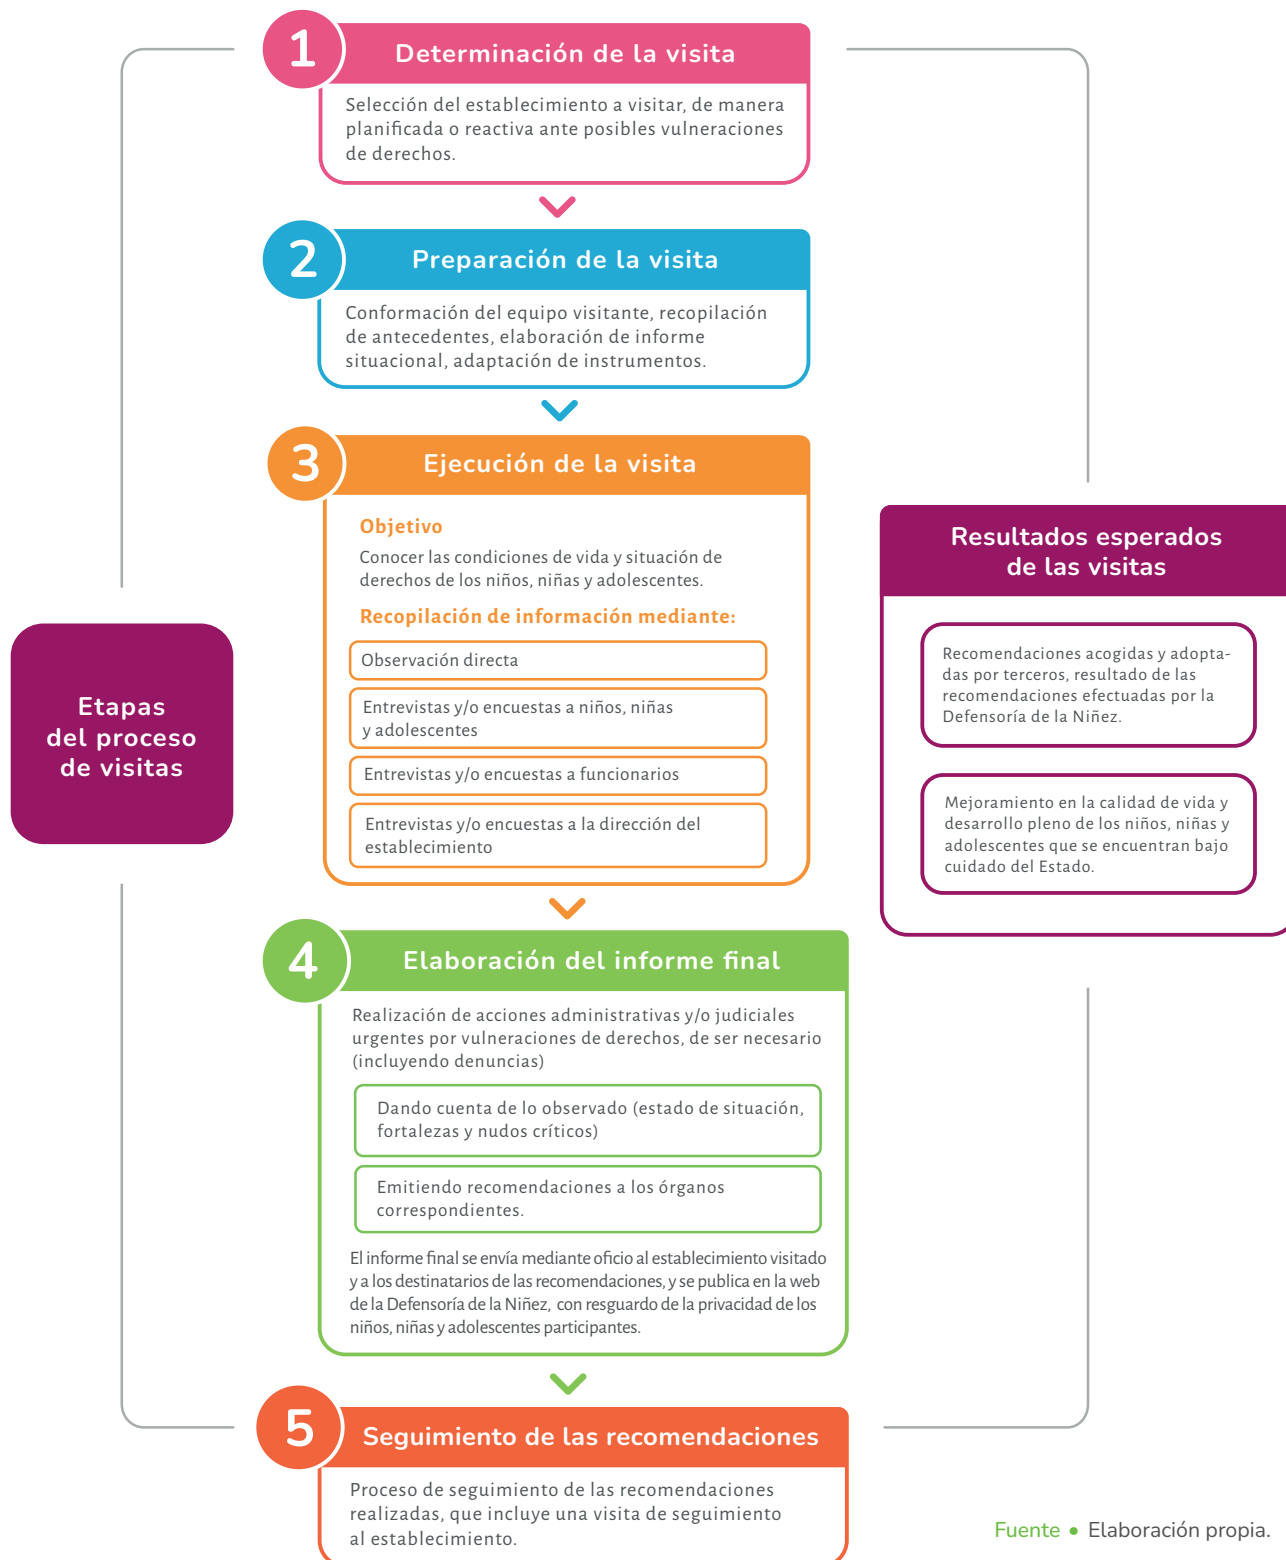 1
Determinación de la visita
Selección del establecimiento a visitar, de manera
planificada o reactiva ante posibles vulneraciones
de derechos.
2
Preparación de la visita
Conformación del equipo visitante, recopilación
de antecedentes, elaboración de informe
situacional, adaptación de instrumentos.
3
Ejecución de la visita
Objetivo
Conocer las condiciones de vida y situación de
derechos de los niños, niñas y adolescentes.
Recopilación de información mediante:
Observación directa
Entrevistas y/o encuestas a niños, niñas
y adolescentes
Entrevistas y/o encuestas a funcionarios
Entrevistas y/o encuestas a la dirección del
establecimiento
Etapas
del proceso
de visitas
Resultados esperados
de las visitas
Recomendaciones acogidas y adopta-
das por terceros, resultado de las
recomendaciones efectuadas por la
Defensoría de la Niñez.
Mejoramiento en la calidad de vida y
desarrollo pleno de los niños, niñas y
adolescentes que se encuentran bajo
cuidado del Estado.
4
Elaboración del informe final
Realización de acciones administrativas y/o judiciales
urgentes por vulneraciones de derechos, de ser necesario
(incluyendo denuncias)
Dando cuenta de lo observado (estado de situación,
fortalezas y nudos críticos)
Emitiendo recomendaciones a los órganos
correspondientes.
El informe final se envía mediante oficio al establecimiento visitado
y a los destinatarios de las recomendaciones, y se publica en la web
de la Defensoría de la Niñez, con resguardo de la privacidad de los
niños, niñas y adolescentes participantes.
5
Seguimiento de las recomendaciones
Proceso de seguimiento de las recomendaciones
realizadas, que incluye una visita de seguimiento
al establecimiento.
Fuente • Elaboración propia.